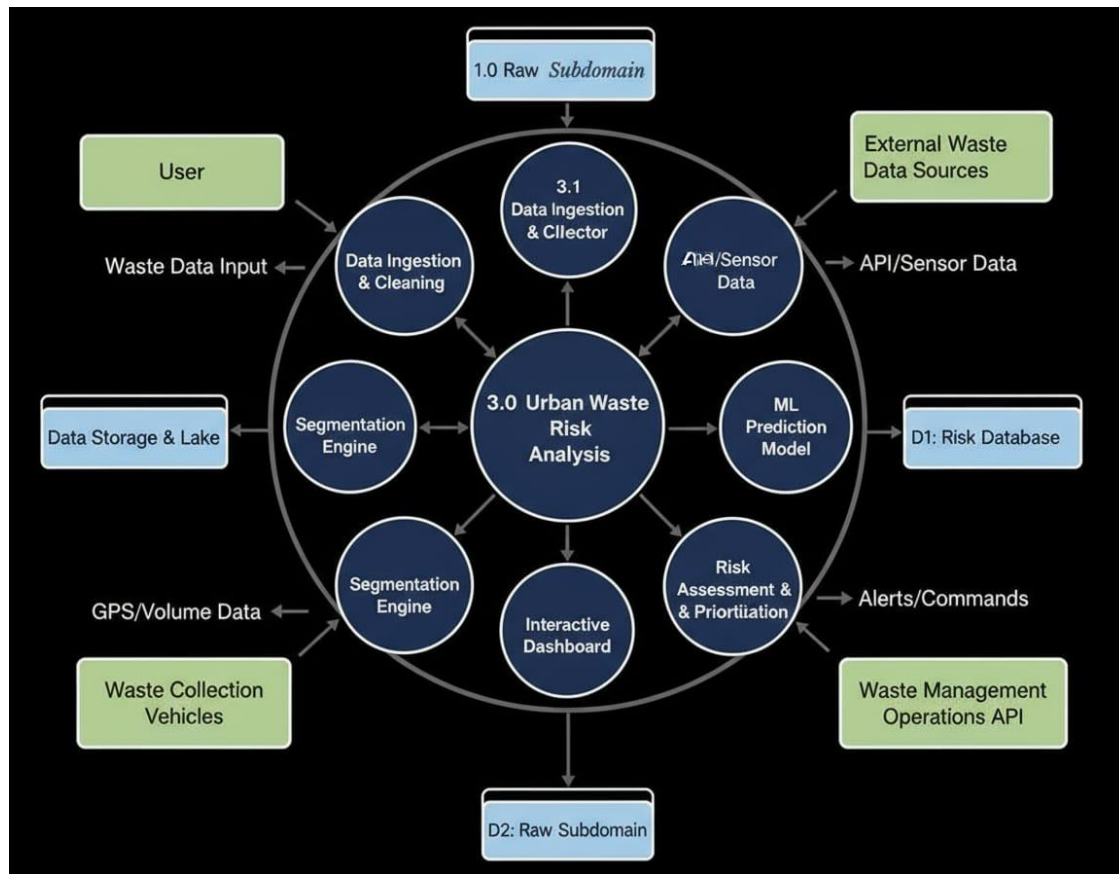 1.0 Raw Subdomain
User
External Waste
Data Sources
3.1
Data Ingestion
& Cllector
Data Ingestion
& Cleaning
/Sensor
Data
Waste Data Input
API/Sensor Data
Segmentation
Engine
3.0 Urban Waste
Risk
Analysis
ML
Prediction
Model
Data Storage & Lake
D1: Risk Database
Segmentation
Engine
Interactive
Dashboard
Risk
Assessment &
&
GPS/Volume Data
Alerts/Commands
Waste Collection
Vehicles
Waste Management
Operations API
D2: Raw Subdomain